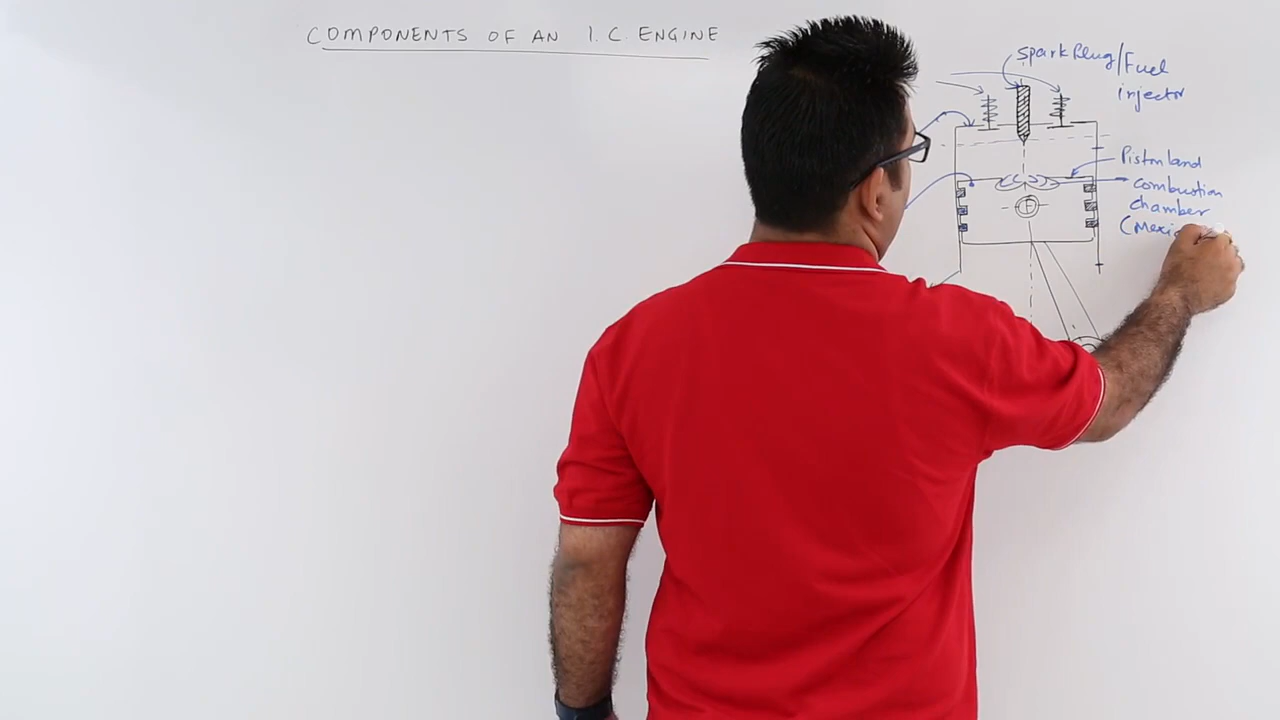 COMPONENTS OF AN I.C. ENGINE
Spark Plug/Fuel
injector
Piston land
combustion
chamber